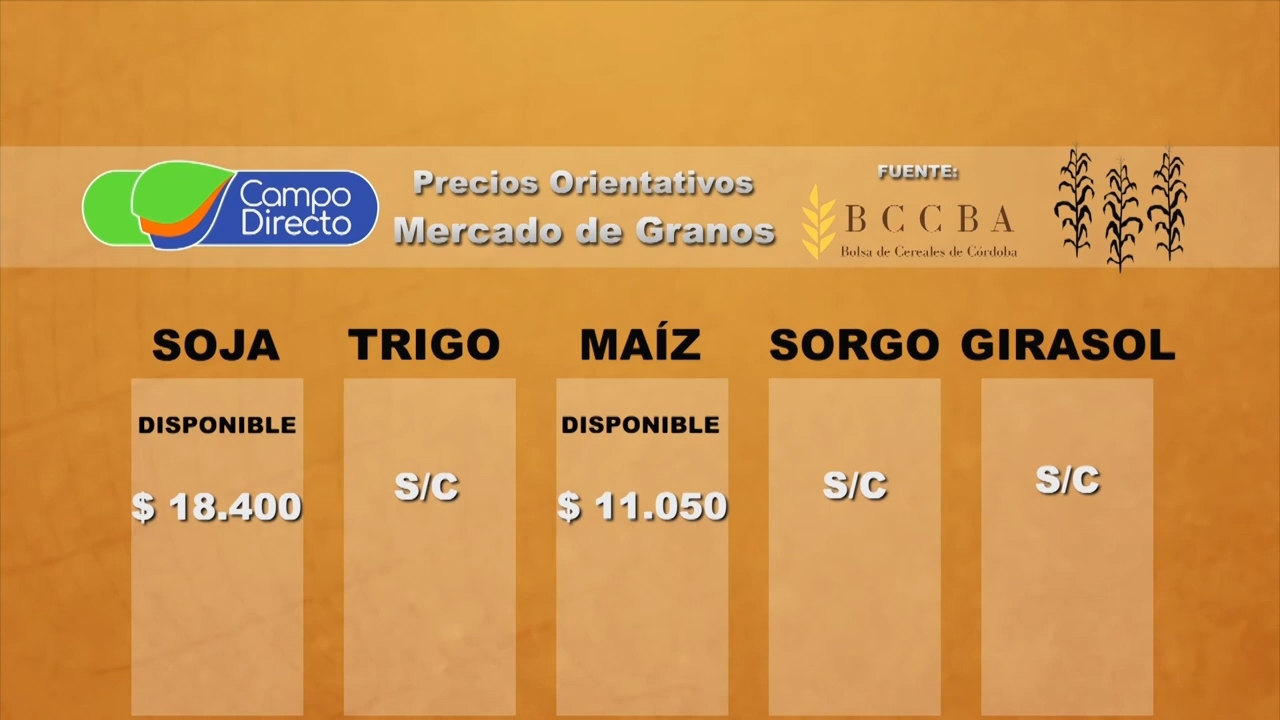 Campo
Directo
Precios Orientativos
Mercado de Granos
FUENTE:
BCCBA
Bolsa de Cereales de Córdoba
SOJA
DISPONIBLE
$ 18.400
TRIGO
S/C
MAÍZ
DISPONIBLE
$ 11.050
SORGO
S/C
GIRASOL
S/C